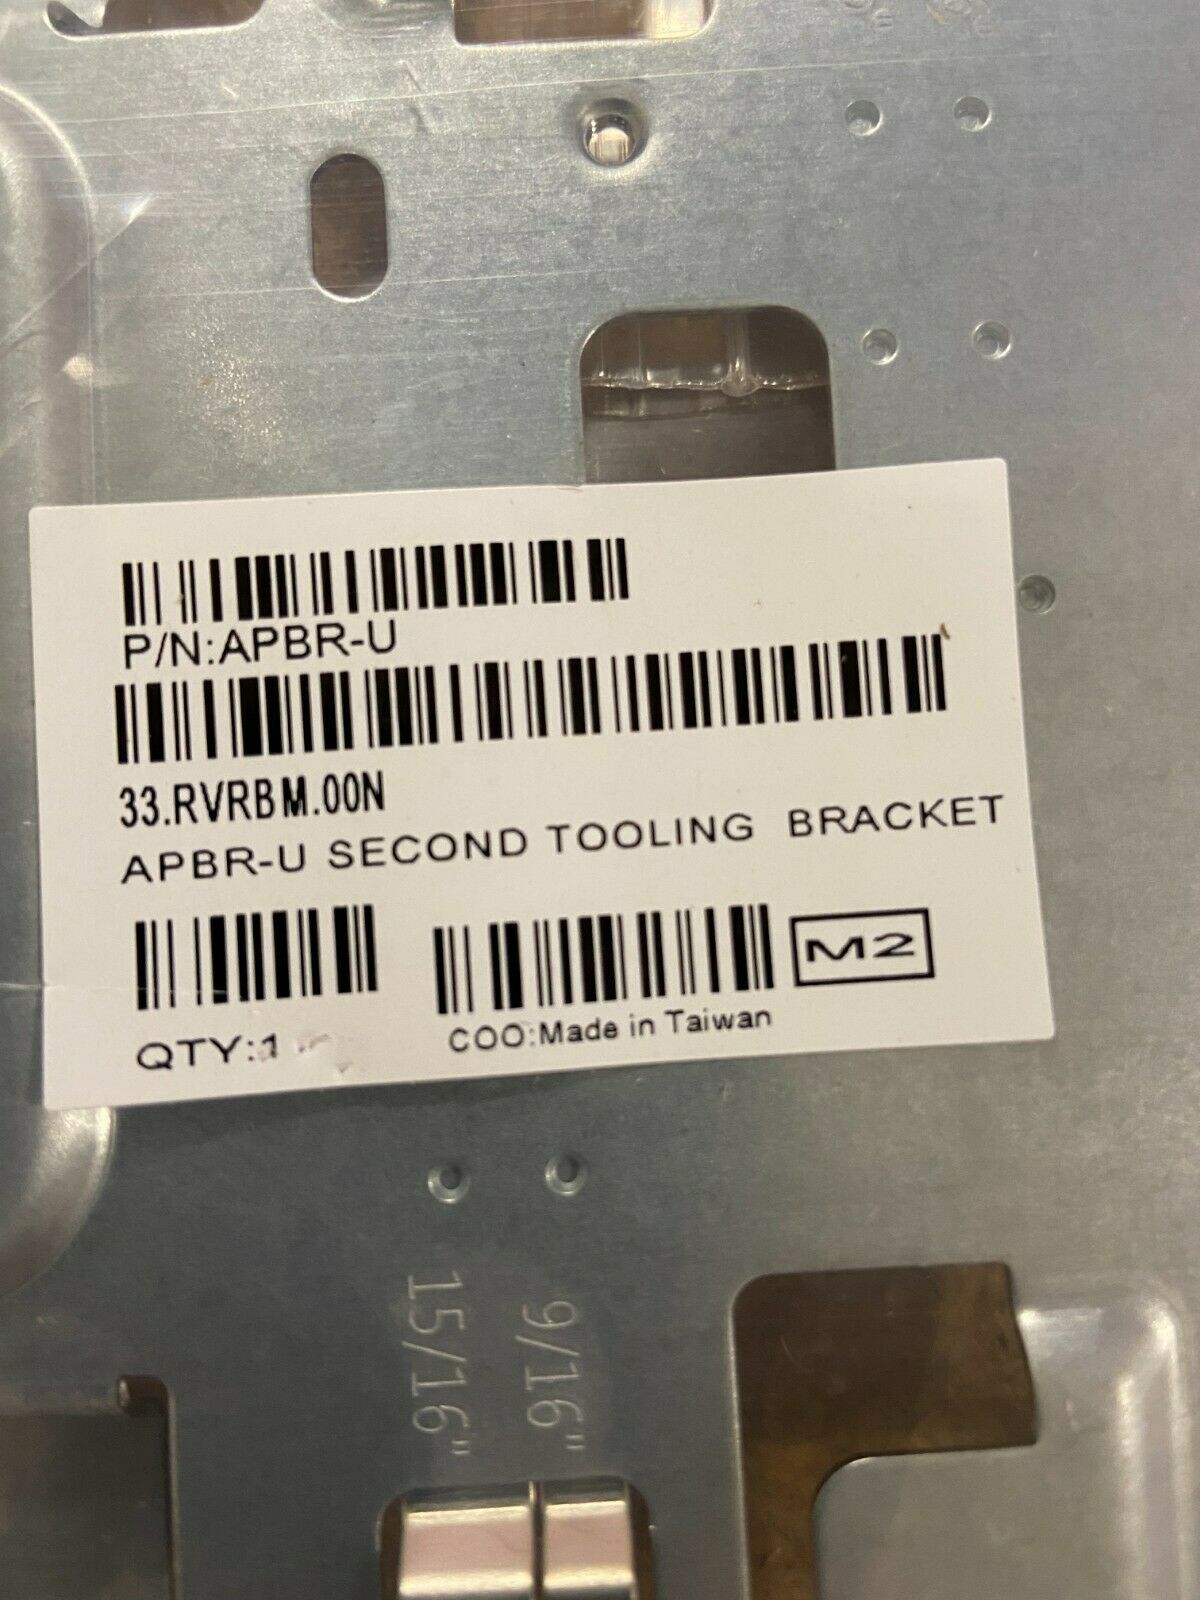 P/N:APBR-U
33.RVRBM.00N
APBR-U SECOND TOOLING BRACKET
QTY:1
COO:Made in Taiwan
M2
15/16"
9/16"